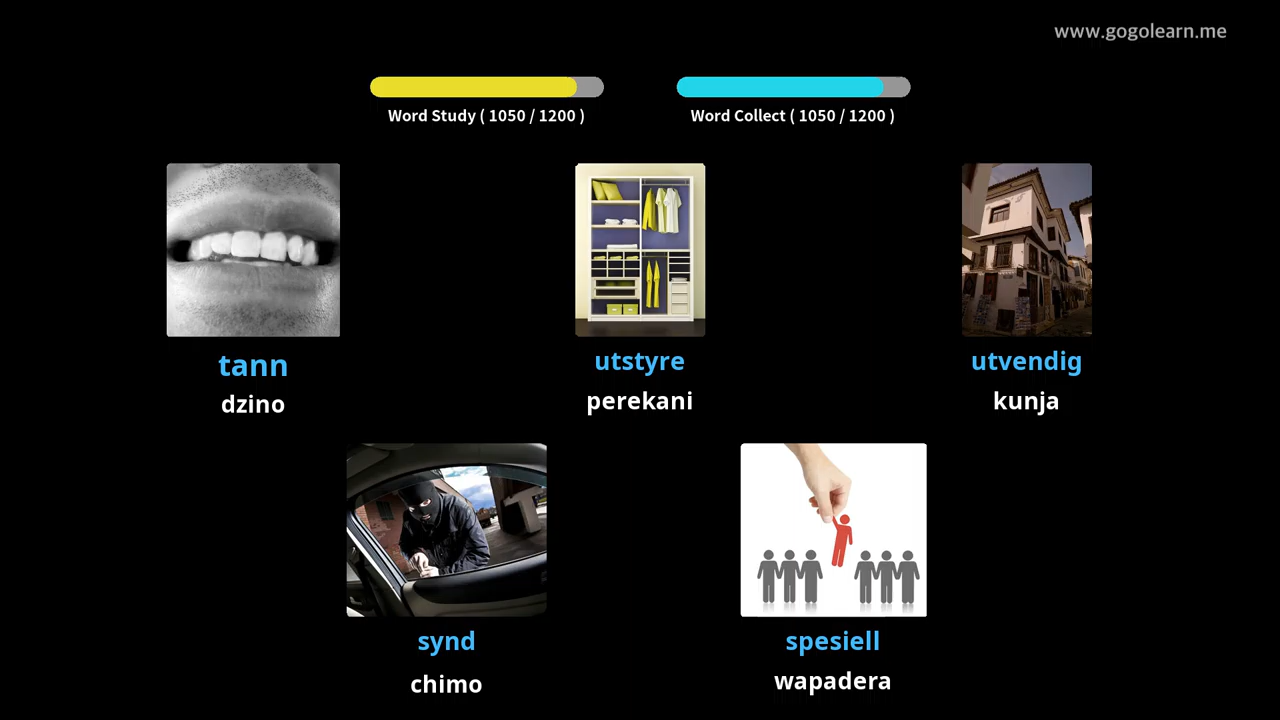 www.gogolearn.me
Word Study ( 1050 / 1200 )
Word Collect ( 1050 / 1200 )
tann
dzino
utstyre
perekani
utvendig
kunja
synd
chimo
spesiell
wapadera